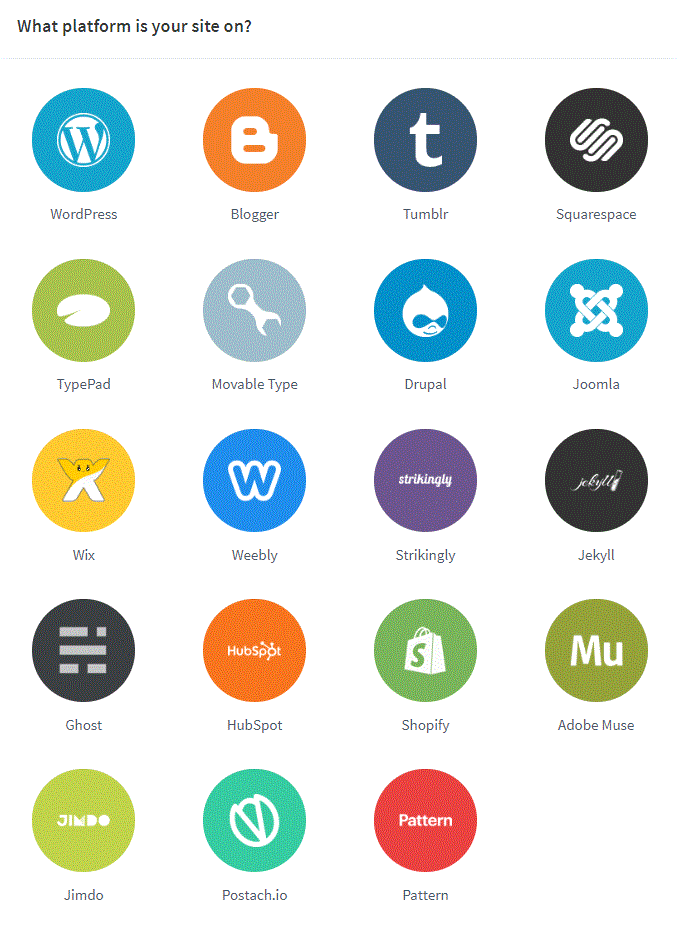 What platform is your site on?
WordPress
Blogger
t
Tumblr
Squarespace
TypePad
Movable Type
Drupal
Joomla
Wix
Weebly
strikingly
Strikingly
jekyll
Jekyll
Ghost
HubSpot
HubSpot
S
Shopify
Mu
Adobe Muse
JIMDO
Jimdo
Postach.io
Pattern
Pattern